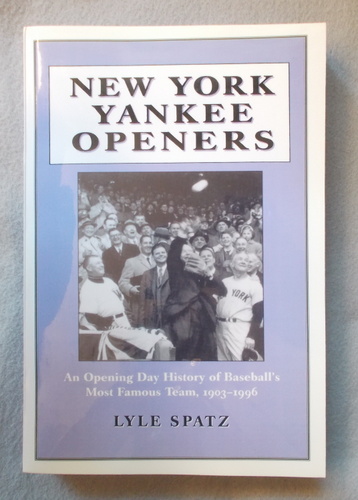 NEW YORK
YANKEE
OPENERS
YORK
An Opening Day History of Baseball's
Most Famous Team, 1903-1996
LYLE SPATZ